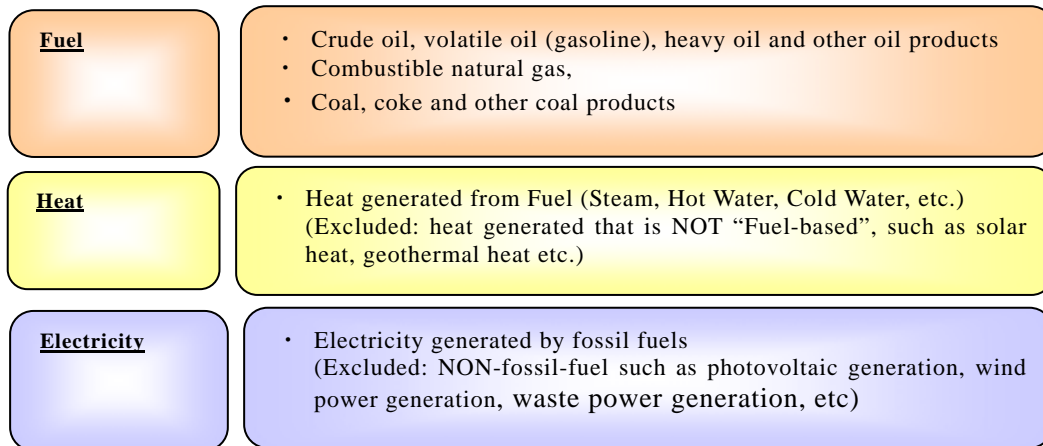 Fuel
・ Crude oil, volatile oil (gasoline), heavy oil and other oil products
・ Combustible natural gas,
・ Coal, coke and other coal products
Heat
・ Heat generated from Fuel (Steam, Hot Water, Cold Water, etc.)
(Excluded: heat generated that is NOT “Fuel-based”, such as solar
heat, geothermal heat etc.)
Electricity
・ Electricity generated by fossil fuels
(Excluded: NON-fossil-fuel such as photovoltaic generation, wind
power generation, waste power generation, etc)